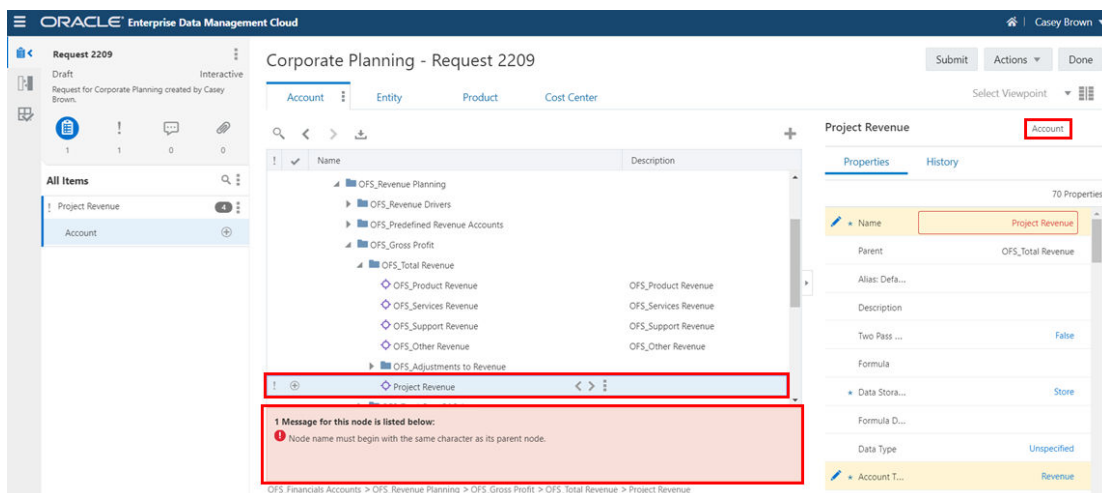 ORACLE® Enterprise Data Management Cloud
Casey Brown
Request 2209
Draft Interactive
Request for Corporate Planning created by Casey
Brown.
1 1 0 0
All Items
! Project Revenue 4
Account
Corporate Planning - Request 2209
Submit Actions Done
Account Entity Product Cost Center
Select Viewpoint
! Name Description
OFS_Revenue Planning
OFS_Revenue Drivers
OFS_Predefined Revenue Accounts
OFS_Gross Profit
OFS_Total Revenue
OFS_Product Revenue OFS_Product Revenue
OFS_Services Revenue OFS_Services Revenue
OFS_Support Revenue OFS_Support Revenue
OFS_Other Revenue OFS_Other Revenue
OFS_Adjustments to Revenue
! Project Revenue
1 Message for this node is listed below:
Node name must begin with the same character as its parent node.
OFS_Financials Accounts > OFS_Revenue Planning > OFS_Gross Profit > OFS_Total Revenue > Project Revenue
Project Revenue Account
Properties History
70 Properties
* Name Project Revenue
Parent OFS_Total Revenue
Alias: Defa...
Description
Two Pass ... False
Formula
* Data Stora... Store
Formula D...
Data Type Unspecified
* Account T... Revenue